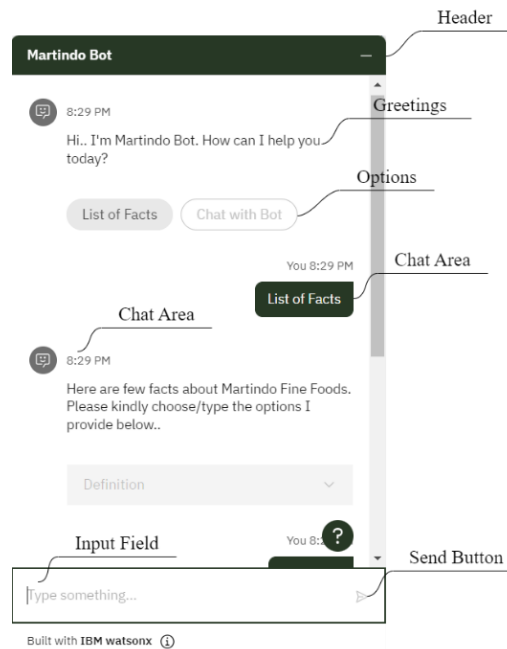 Header
Martindo Bot
8:29 PM
Greetings
Hi.. I'm Martindo Bot. How can I help you
today?
Options
List of Facts
Chat with Bot
You 8:29 PM
Chat Area
List of Facts
Chat Area
8:29 PM
Here are few facts about Martindo Fine Foods.
Please kindly choose/type the options I
provide below..
Definition
Input Field
You 8:2
?
Send Button
Type something...
Built with IBM watsonx